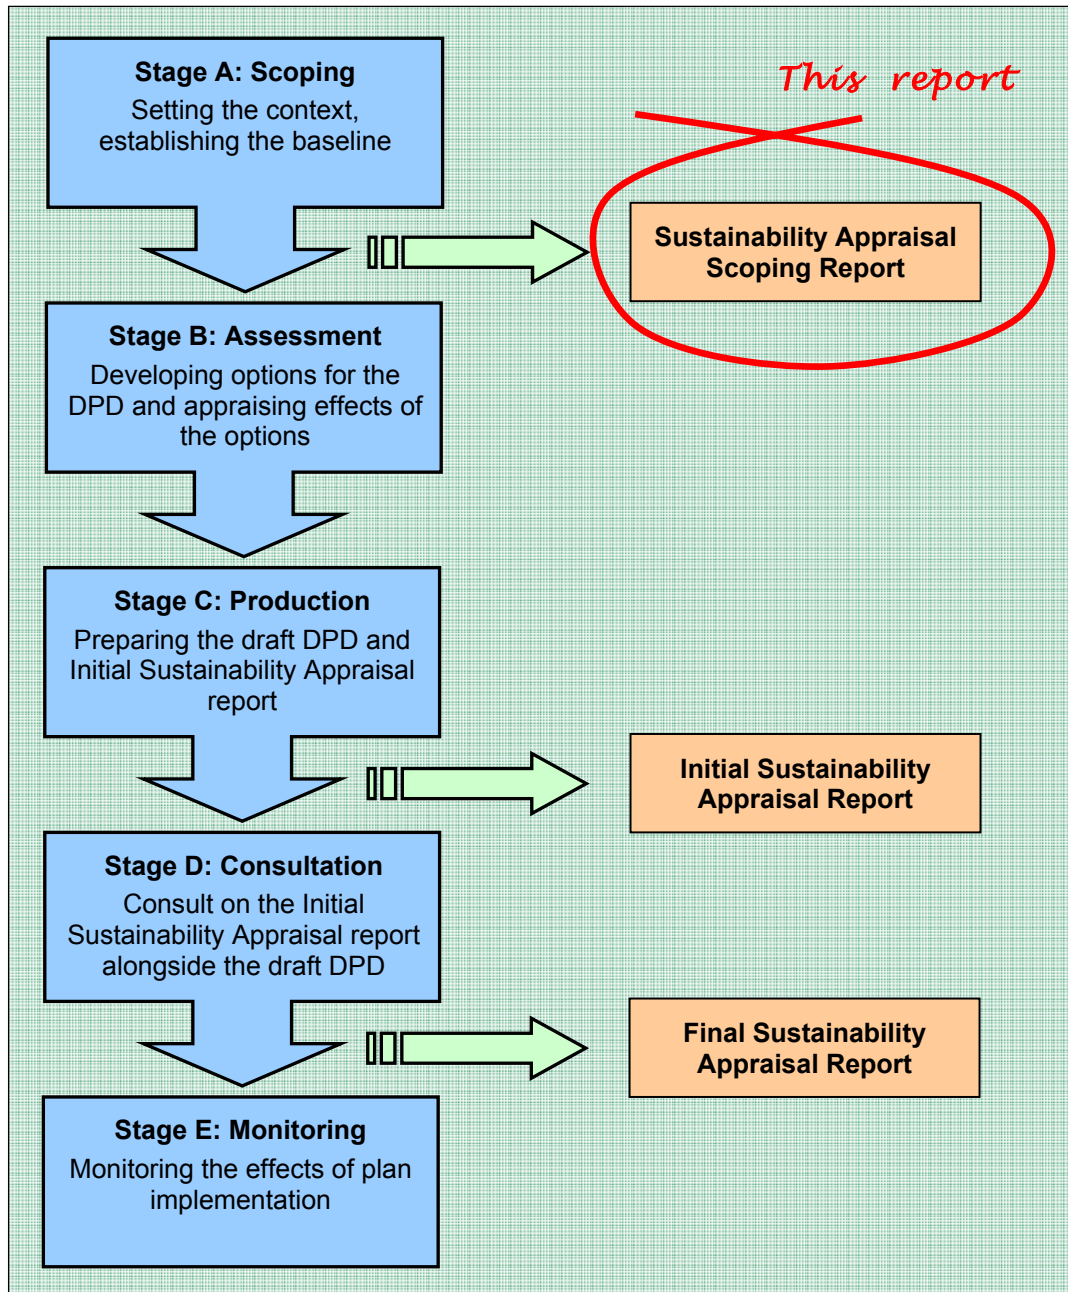 Stage A: Scoping
Setting the context,
establishing the baseline
This report
Sustainability Appraisal
Scoping Report
Stage B: Assessment
Developing options for the
DPD and appraising effects of
the options
Stage C: Production
Preparing the draft DPD and
Initial Sustainability Appraisal
report
Initial Sustainability
Appraisal Report
Stage D: Consultation
Consult on the Initial
Sustainability Appraisal report
alongside the draft DPD
Final Sustainability
Appraisal Report
Stage E: Monitoring
Monitoring the effects of plan
implementation